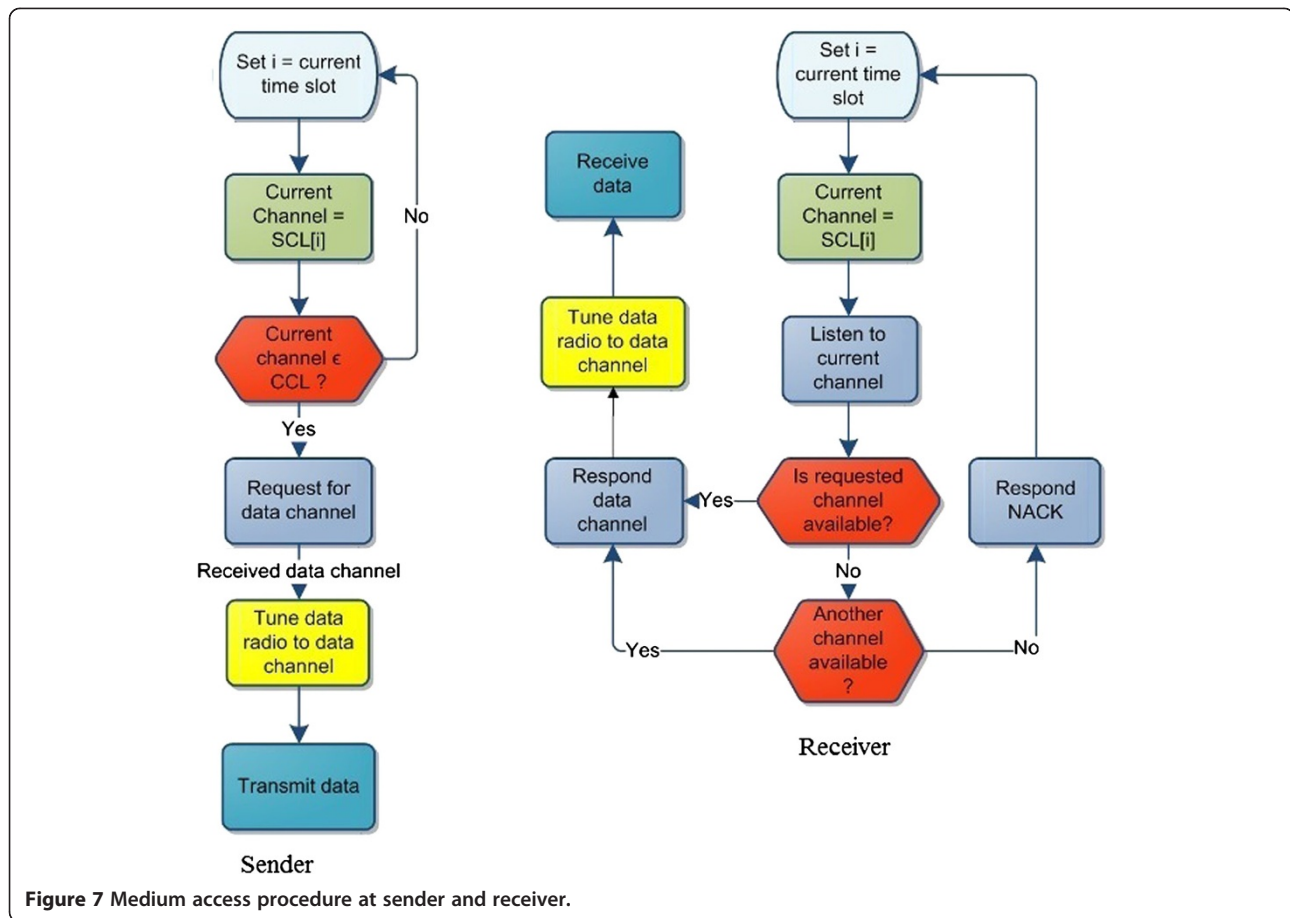 Set i = current
time slot
Current
Channel =
SCL[i]
No
Current
channel ϵ
CCL ?
Yes
Request for
data channel
Received data channel
Tune data
radio to data
channel
Transmit data
Sender
Set i =
current time
slot
Current
Channel =
SCL[i]
Listen to
current
channel
Is requested
channel
available?
Yes
No
Another
channel
available
?
Yes
No
Respond
NACK
Respond
data
channel
Tune data
radio to data
channel
Receive
data
Receiver
Figure 7 Medium access procedure at sender and receiver.